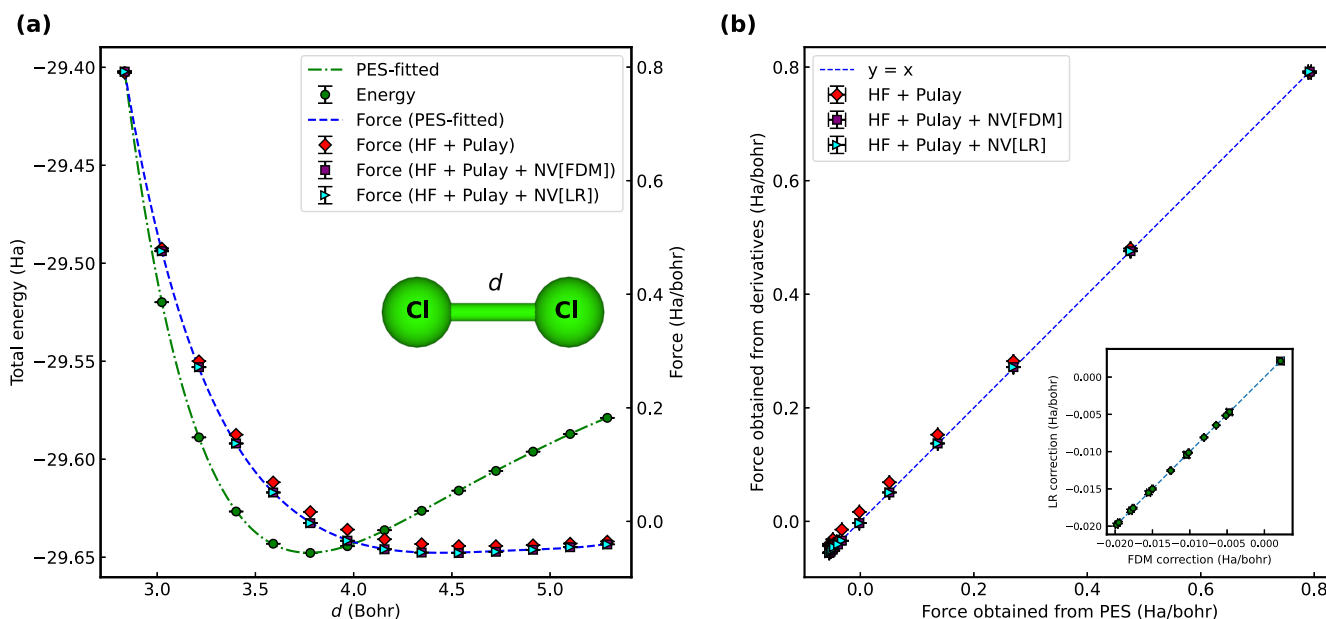 (a)
−29.40
−29.45
−29.50
−29.55
−29.60
−29.65
Total energy (Ha)
3.0 3.5 4.0 4.5 5.0
d (Bohr)
0.8
0.6
0.4
0.2
0.0
Force (Ha/bohr)
PES-fitted
Energy
Force (PES-fitted)
Force (HF + Pulay)
Force (HF + Pulay + NV[FDM])
Force (HF + Pulay + NV[LR])
d
Cl Cl
(b)
0.8
0.6
0.4
0.2
0.0
Force obtained from derivatives (Ha/bohr)
0.0 0.2 0.4 0.6 0.8
Force obtained from PES (Ha/bohr)
y = x
HF + Pulay
HF + Pulay + NV[FDM]
HF + Pulay + NV[LR]
0.000
−0.005
−0.010
−0.015
−0.020
LR correction (Ha/bohr)
−0.020 −0.015 −0.010 −0.005 0.000
FDM correction (Ha/bohr)